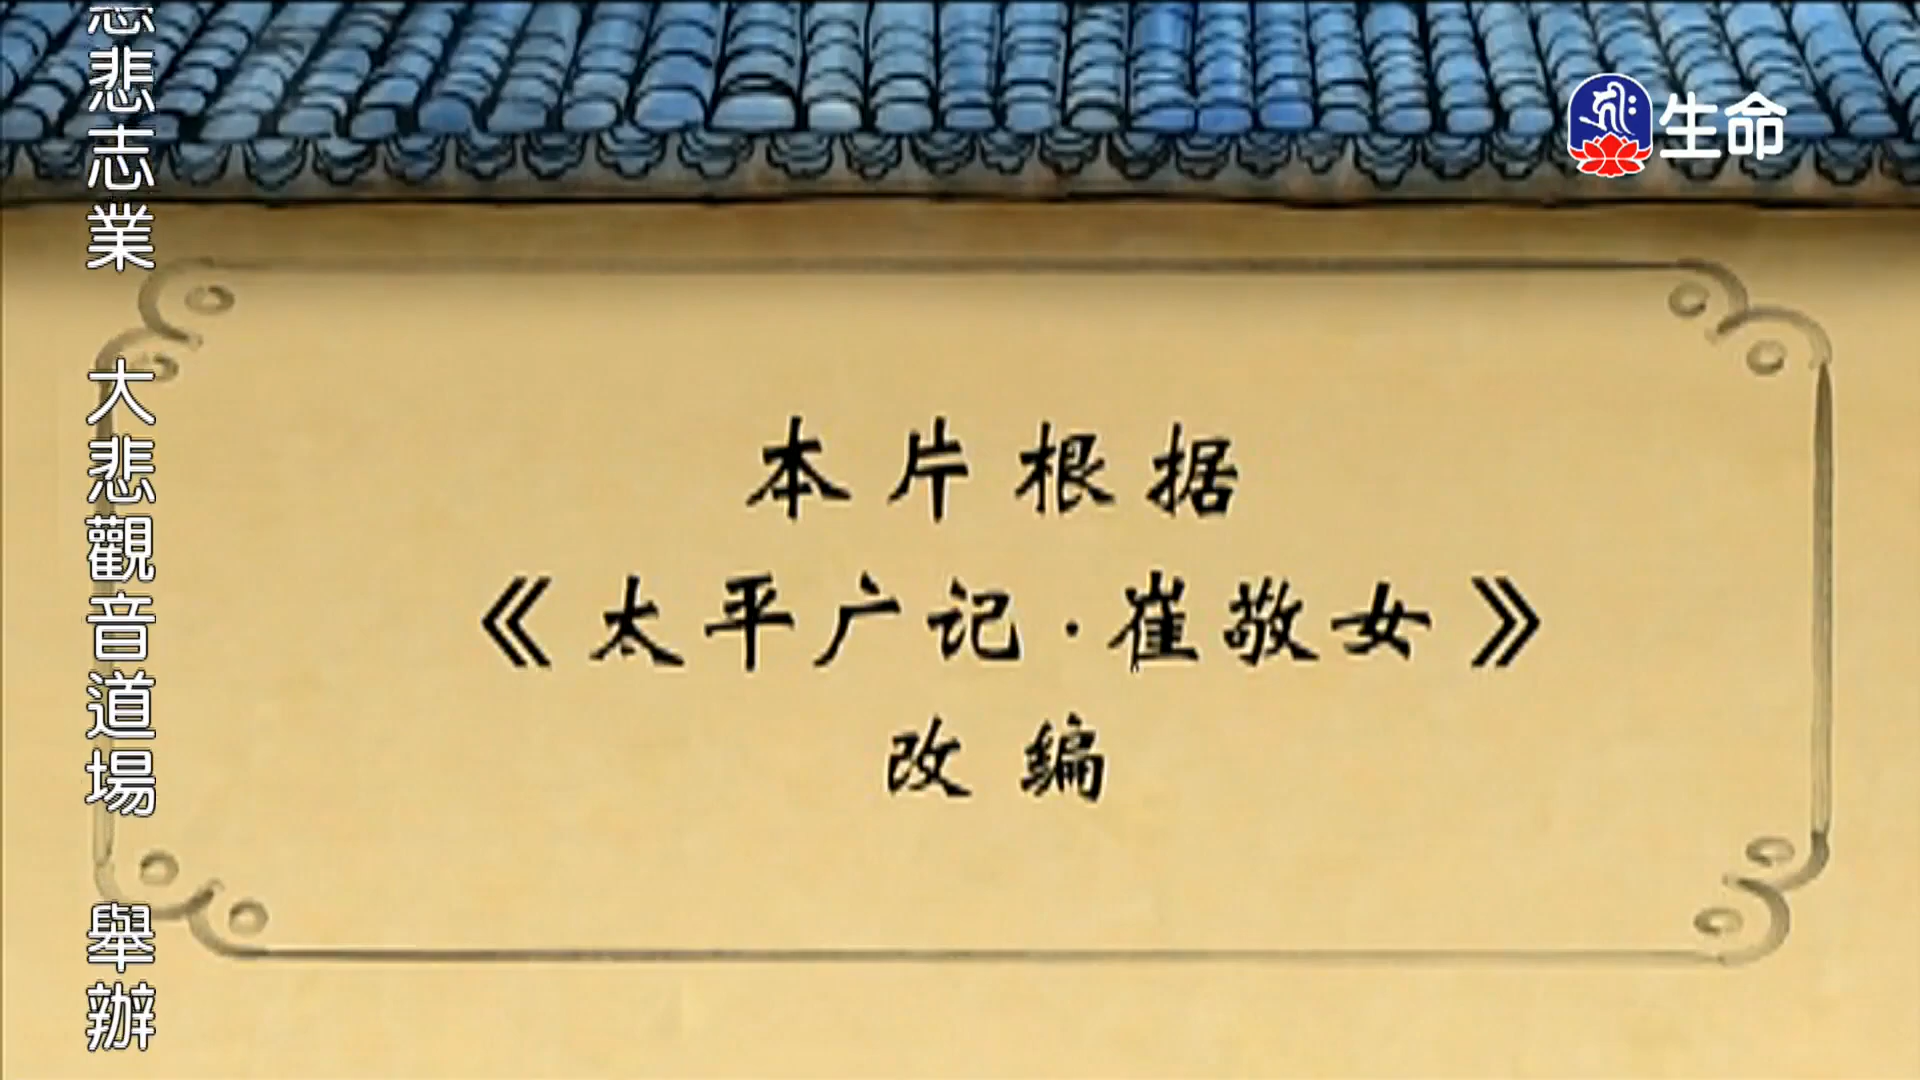 本片根据
《太平广记·崔敬女》
改编
悲志業 大悲觀音道場 舉辦
生命